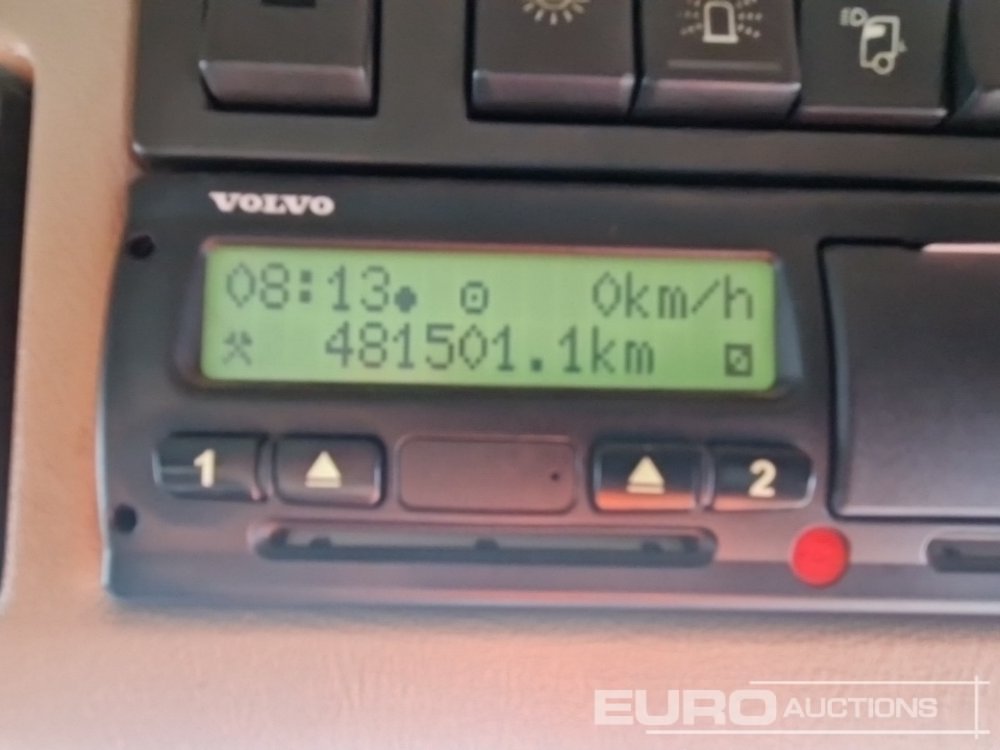 VOLVO
08:13 0km/h
481501.1km
1 2
EURO AUCTIONS